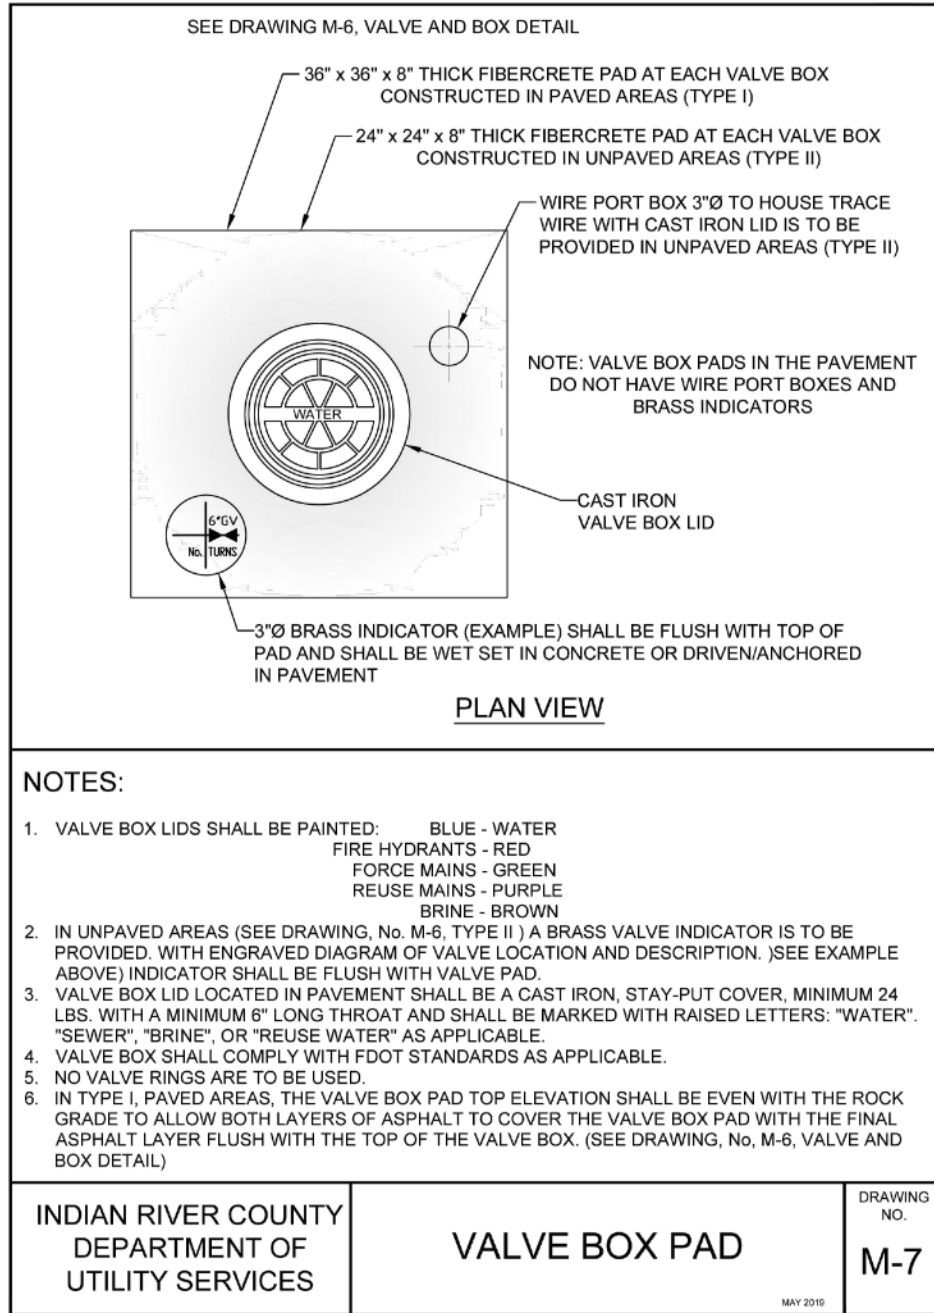 SEE DRAWING M-6, VALVE AND BOX DETAIL
36" x 36" x 8" THICK FIBERCRETE PAD AT EACH VALVE BOX
CONSTRUCTED IN PAVED AREAS (TYPE I)
24" x 24" x 8" THICK FIBERCRETE PAD AT EACH VALVE BOX
CONSTRUCTED IN UNPAVED AREAS (TYPE II)
WIRE PORT BOX 3"Ø TO HOUSE TRACE
WIRE WITH CAST IRON LID IS TO BE
PROVIDED IN UNPAVED AREAS (TYPE II)
NOTE: VALVE BOX PADS IN THE PAVEMENT
DO NOT HAVE WIRE PORT BOXES AND
BRASS INDICATORS
WATER
CAST IRON
VALVE BOX LID
6"GV
No. TURNS
3"Ø BRASS INDICATOR (EXAMPLE) SHALL BE FLUSH WITH TOP OF
PAD AND SHALL BE WET SET IN CONCRETE OR DRIVEN/ANCHORED
IN PAVEMENT
PLAN VIEW
NOTES:
1. VALVE BOX LIDS SHALL BE PAINTED: BLUE - WATER
FIRE HYDRANTS - RED
FORCE MAINS - GREEN
REUSE MAINS - PURPLE
BRINE - BROWN
2. IN UNPAVED AREAS (SEE DRAWING, No. M-6, TYPE II ) A BRASS VALVE INDICATOR IS TO BE
PROVIDED. WITH ENGRAVED DIAGRAM OF VALVE LOCATION AND DESCRIPTION. )SEE EXAMPLE
ABOVE) INDICATOR SHALL BE FLUSH WITH VALVE PAD.
3. VALVE BOX LID LOCATED IN PAVEMENT SHALL BE A CAST IRON, STAY-PUT COVER, MINIMUM 24
LBS. WITH A MINIMUM 6" LONG THROAT AND SHALL BE MARKED WITH RAISED LETTERS: "WATER".
"SEWER", "BRINE", OR "REUSE WATER" AS APPLICABLE.
4. VALVE BOX SHALL COMPLY WITH FDOT STANDARDS AS APPLICABLE.
5. NO VALVE RINGS ARE TO BE USED.
6. IN TYPE I, PAVED AREAS, THE VALVE BOX PAD TOP ELEVATION SHALL BE EVEN WITH THE ROCK
GRADE TO ALLOW BOTH LAYERS OF ASPHALT TO COVER THE VALVE BOX PAD WITH THE FINAL
ASPHALT LAYER FLUSH WITH THE TOP OF THE VALVE BOX. (SEE DRAWING, No, M-6, VALVE AND
BOX DETAIL)
INDIAN RIVER COUNTY
DEPARTMENT OF
UTILITY SERVICES
VALVE BOX PAD
MAY 2019
DRAWING
NO.
M-7